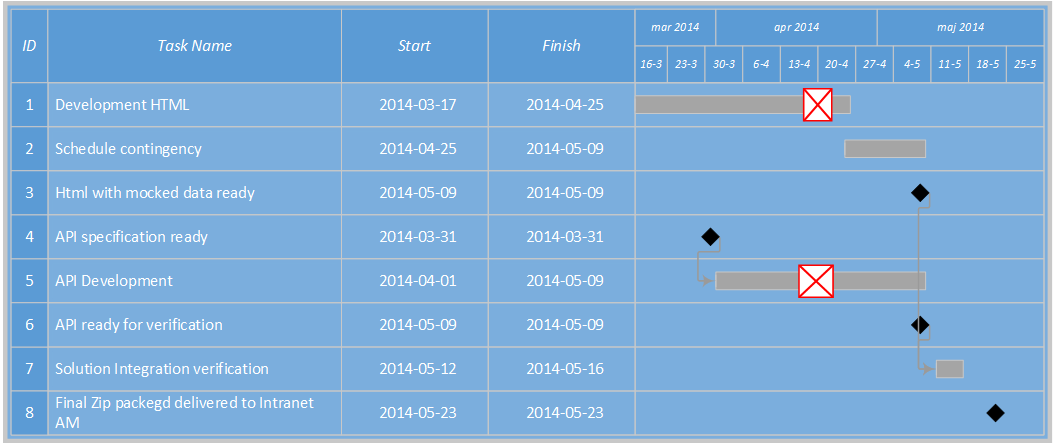 ID Task Name Start Finish mar 2014 apr 2014 maj 2014
16-3 23-3 30-3 6-4 13-4 20-4 27-4 4-5 11-5 18-5 25-5
1 Development HTML 2014-03-17 2014-04-25
2 Schedule contingency 2014-04-25 2014-05-09
3 Html with mocked data ready 2014-05-09 2014-05-09
4 API specification ready 2014-03-31 2014-03-31
5 API Development 2014-04-01 2014-05-09
6 API ready for verification 2014-05-09 2014-05-09
7 Solution Integration verification 2014-05-12 2014-05-16
8 Final Zip packegd delivered to Intranet 2014-05-23 2014-05-23
AM